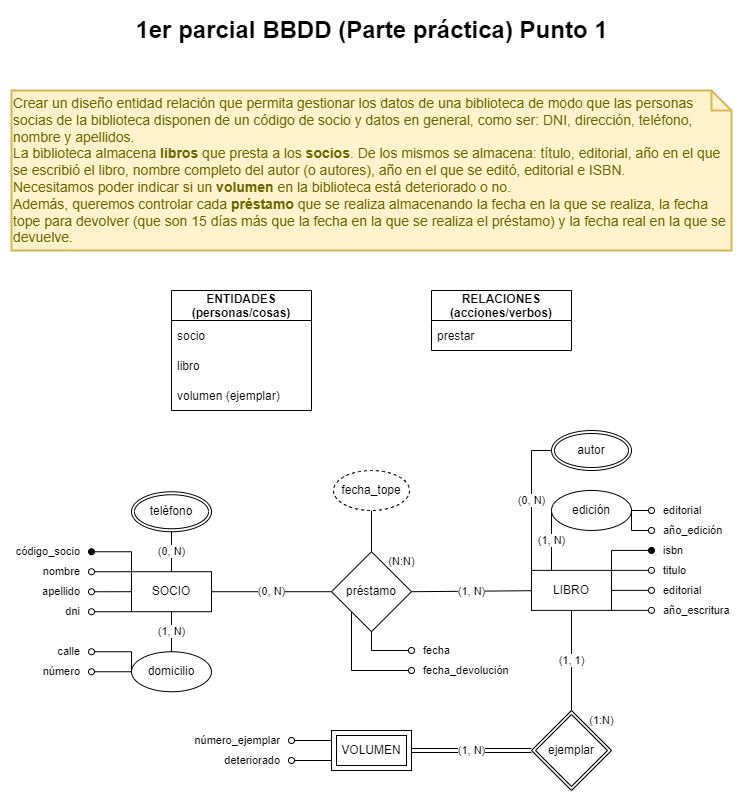 1er parcial BBDD (Parte práctica) Punto 1
Crear un diseño entidad relación que permita gestionar los datos de una biblioteca de modo que las personas
socias de la biblioteca disponen de un código de socio y datos en general, como ser: DNI, dirección, teléfono,
nombre y apellidos.
La biblioteca almacena libros que presta a los socios. De los mismos se almacena: título, editorial, año en el que
se escribió el libro, nombre completo del autor (o autores), año en el que se editó, editorial e ISBN.
Necesitamos poder indicar si un volumen en la biblioteca está deteriorado o no.
Además, queremos controlar cada préstamo que se realiza almacenando la fecha en la que se realiza, la fecha
tope para devolver (que son 15 días más que la fecha en la que se realiza el préstamo) y la fecha real en la que se
devuelve.
ENTIDADES
(personas/cosas)
socio
libro
volumen (ejemplar)
RELACIONES
(acciones/verbos)
prestar
autor
fecha_tope
(0, N)
teléfono
edición
editorial
año_edición
(1, N)
código_socio
(0, N)
isbn
(N:N)
nombre
titulo
SOCIO
(0, N)
préstamo
(1, N)
LIBRO
apellido
editorial
dni
año_escritura
(1, N)
calle
fecha
(1, 1)
número
domicilio
fecha_devolución
(1:N)
número_ejemplar
VOLUMEN
(1, N)
ejemplar
deteriorado